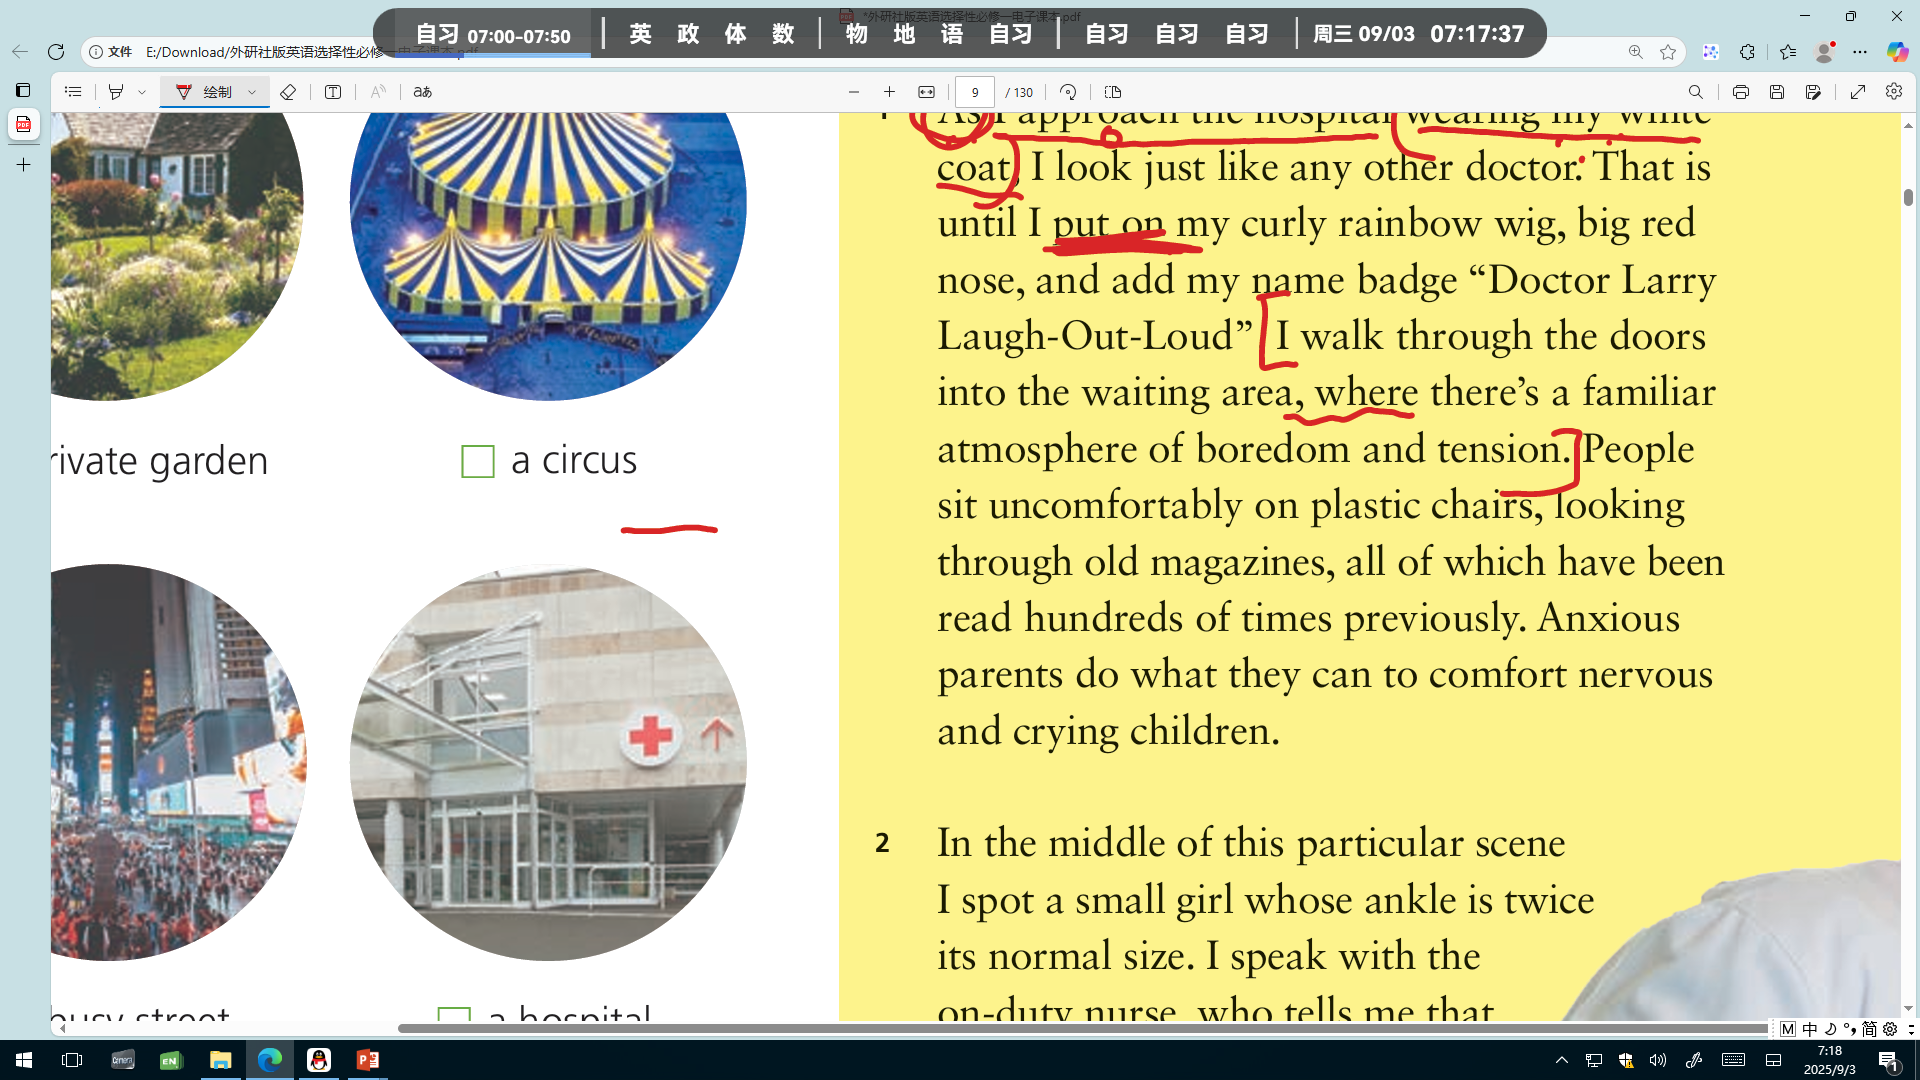 *外研社版英语选择性必修一电子课本.pdf
自习 07:00-07:50 英 政 体 数 物 地 语 自习 自习 自习 自习 周三 09/03 07:17:37
文件 E:/Download/外研社版英语选择性必修一电子课本.pdf
绘制 aあ 9 / 130
As I approach the hospital wearing my white
coat, I look just like any other doctor. That is
until I put on my curly rainbow wig, big red
nose, and add my name badge “Doctor Larry
Laugh-Out-Loud” I walk through the doors
into the waiting area, where there’s a familiar
atmosphere of boredom and tension. People
sit uncomfortably on plastic chairs, looking
through old magazines, all of which have been
read hundreds of times previously. Anxious
parents do what they can to comfort nervous
and crying children.
2 In the middle of this particular scene
I spot a small girl whose ankle is twice
its normal size. I speak with the
on-duty nurse, who tells me that
rivate garden
a circus
busy street
a hospital
M 中 简
EN
7:18
2025/9/3
1